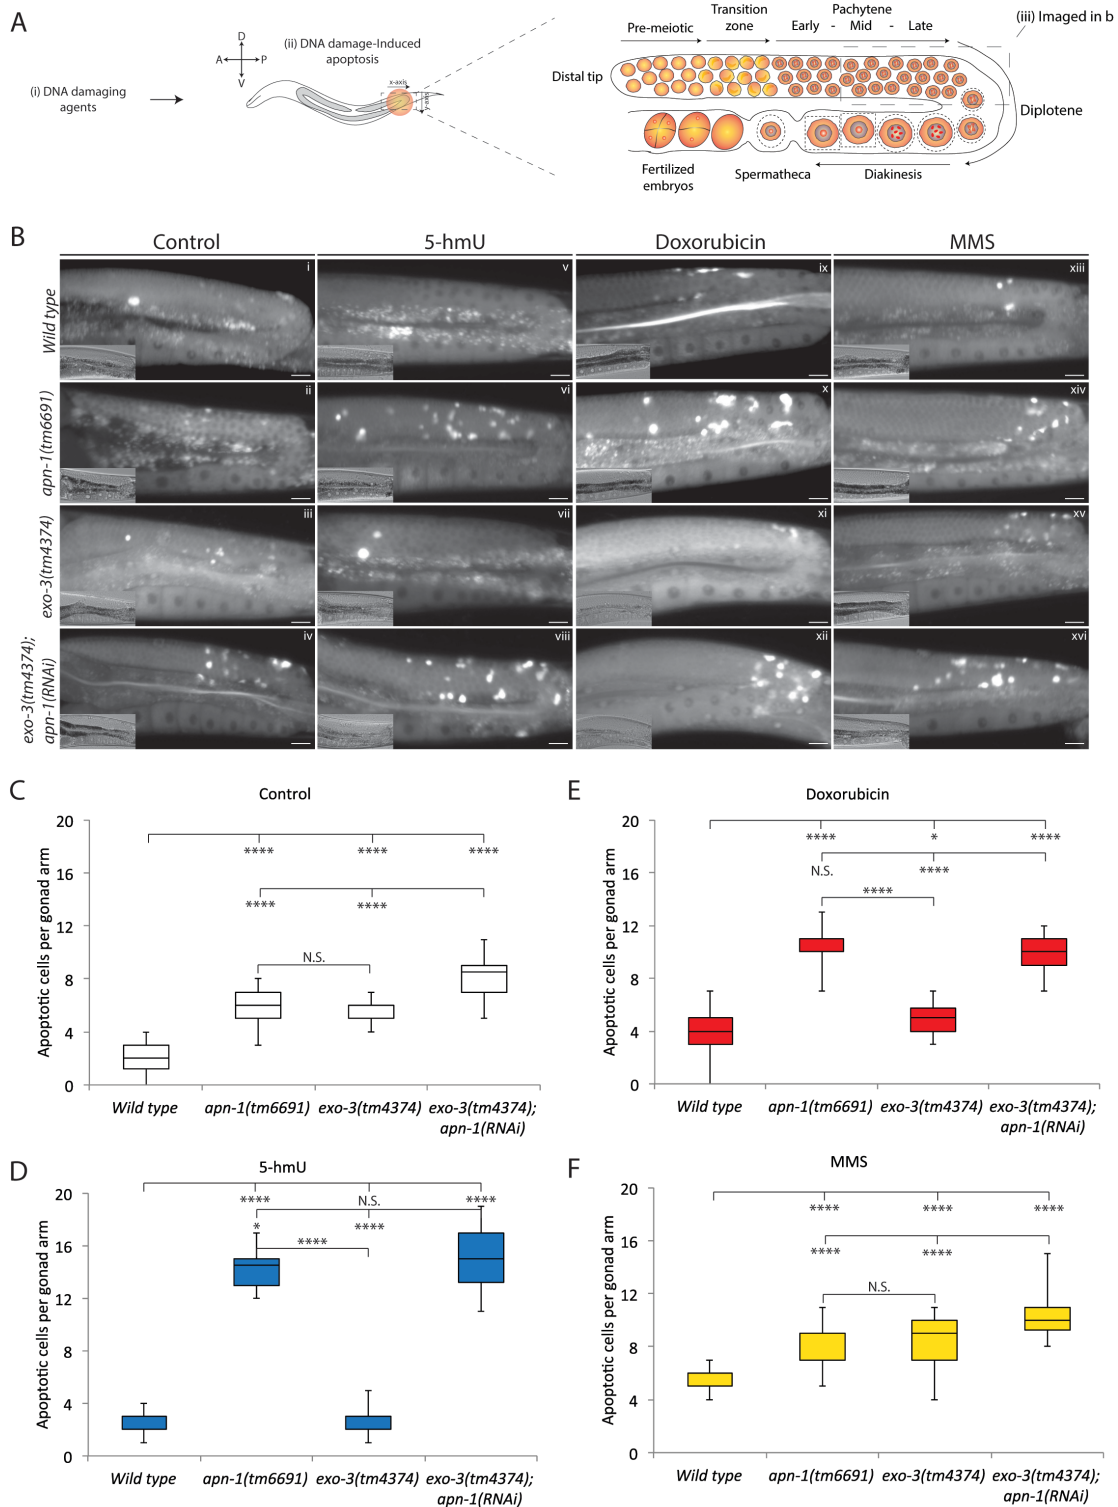 A
(i) DNA damaging
agents
D
A
P
V
(ii) DNA damage-Induced
apoptosis
x-axis
y-axis
Pre-meiotic
Transition
zone
Pachytene
Early - Mid - Late
(iii) Imaged in b
Distal tip
Diplotene
Fertilized
embryos
Spermatheca
Diakinesis
B
Control 5-hmU Doxorubicin MMS
Wild type
i v ix xiii
apn-1(tm6691)
ii vi x xiv
exo-3(tm4374)
iii vii xi xv
exo-3(tm4374);
apn-1(RNAi)
iv viii xii xvi
C
Control
Apoptotic cells per gonad arm
20
16
12
8
4
0
**** **** ****
**** ****
N.S.
Wild type apn-1(tm6691) exo-3(tm4374) exo-3(tm4374);
apn-1(RNAi)
E
Doxorubicin
Apoptotic cells per gonad arm
20
16
12
8
4
0
**** * ****
N.S. ****
****
Wild type apn-1(tm6691) exo-3(tm4374) exo-3(tm4374);
apn-1(RNAi)
D
5-hmU
Apoptotic cells per gonad arm
20
16
12
8
4
0
**** N.S. ****
* ****
****
Wild type apn-1(tm6691) exo-3(tm4374) exo-3(tm4374);
apn-1(RNAi)
F
MMS
Apoptotic cells per gonad arm
20
16
12
8
4
0
**** **** ****
**** ****
N.S.
Wild type apn-1(tm6691) exo-3(tm4374) exo-3(tm4374);
apn-1(RNAi)